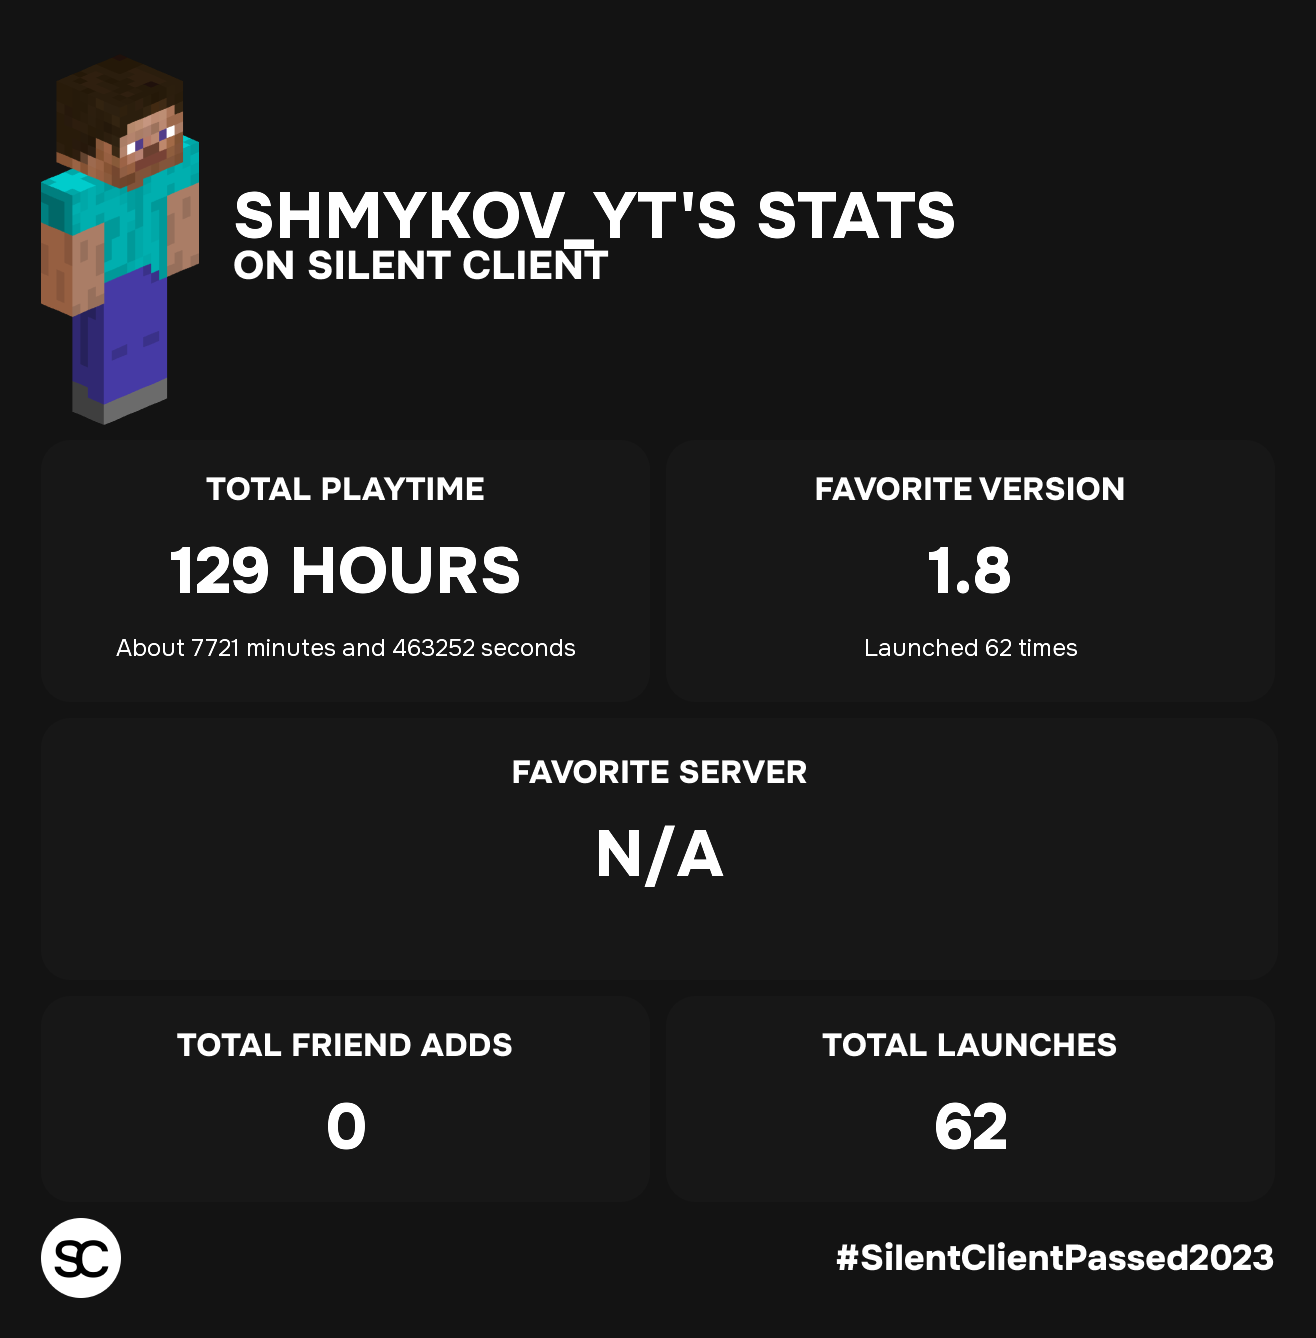 SHMYKOV_YT'S STATS
ON SILENT CLIENT
TOTAL PLAYTIME
129 HOURS
About 7721 minutes and 463252 seconds
FAVORITE VERSION
1.8
Launched 62 times
FAVORITE SERVER
N/A
TOTAL FRIEND ADDS
0
TOTAL LAUNCHES
62
SC
#SilentClientPassed2023